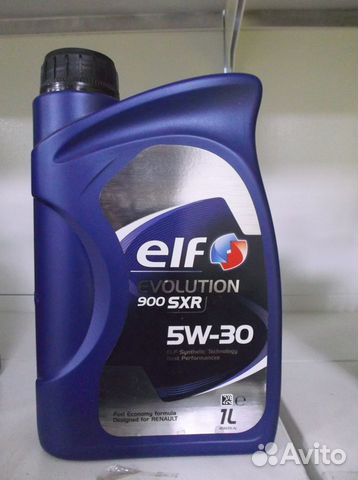 elf
EVOLUTION
900 SXR
5W-30
ELF Synthetic Technology
Best Performances
Fuel Economy formula
Designed for RENAULT
1L
Avito